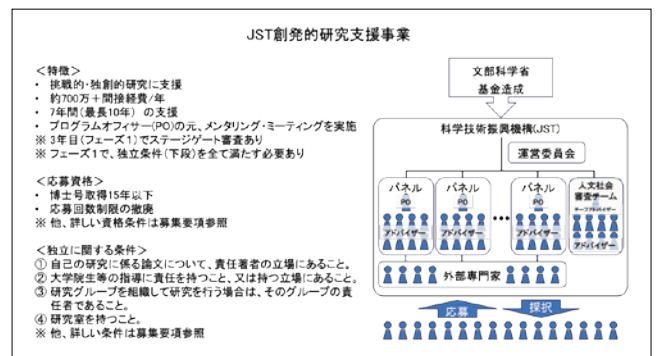 JST創発的研究支援事業
＜特徴＞
• 挑戦的・独創的研究に支援
• 約700万＋間接経費/年
• 7年間（最長10年）の支援
• プログラムオフィサー(PO)の元、メンタリング・ミーティングを実施
※ 3年目（フェーズ1）でステージゲート審査あり
※ フェーズ1で、独立条件（下段）を全て満たす必要あり
＜応募資格＞
• 博士号取得15年以下
• 応募回数制限の撤廃
※ 他、詳しい資格条件は募集要項参照
＜独立に関する条件＞
① 自己の研究に係る論文について、責任著者の立場にあること。
② 大学院生等の指導に責任を持つこと、又は持つ立場にあること。
③ 研究グループを組織して研究を行う場合は、そのグループの責
任者であること。
④ 研究室を持つこと。
※ 他、詳しい条件は募集要項参照
文部科学省
基金造成
科学技術振興機構(JST)
運営委員会
パネル
PO
アドバイザー
パネル
PO
アドバイザー
•••
パネル
PO
アドバイザー
人文社会
審査チーム
チーフアドバイザー
アドバイザー
外部専門家
応募
採択